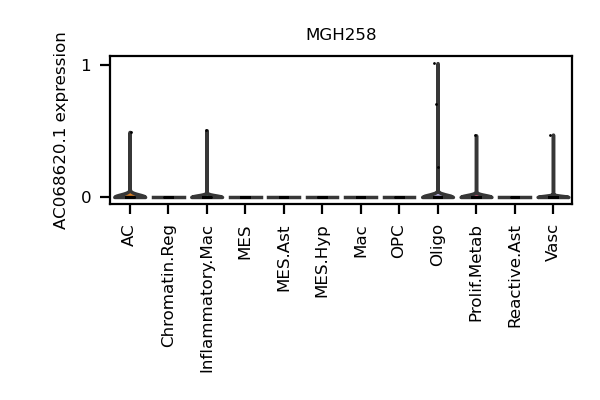 MGH258
AC068620.1 expression
1
0
AC
Chromatin.Reg
Inflammatory.Mac
MES
MES.Ast
MES.Hyp
Mac
OPC
Oligo
Prolif.Metab
Reactive.Ast
Vasc